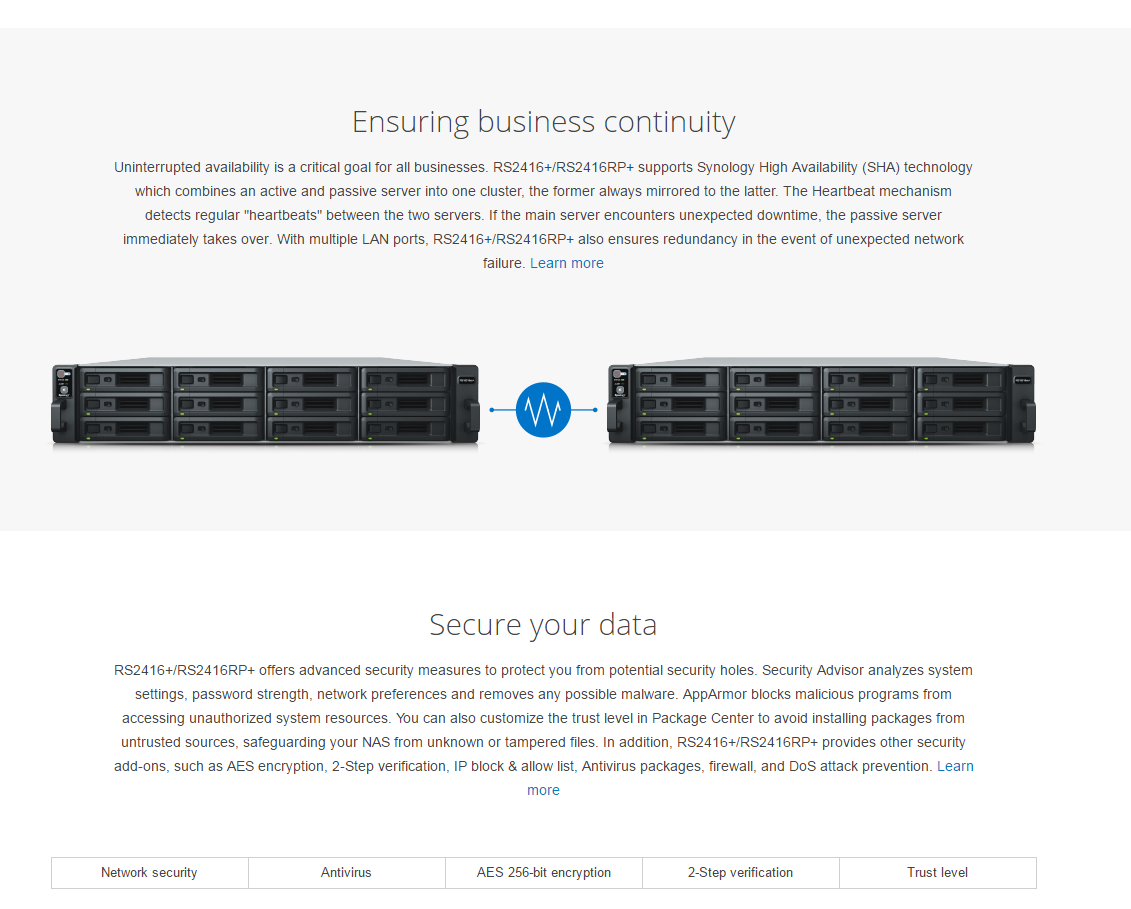 Ensuring business continuity
Uninterrupted availability is a critical goal for all businesses. RS2416+/RS2416RP+ supports Synology High Availability (SHA) technology
which combines an active and passive server into one cluster, the former always mirrored to the latter. The Heartbeat mechanism
detects regular "heartbeats" between the two servers. If the main server encounters unexpected downtime, the passive server
immediately takes over. With multiple LAN ports, RS2416+/RS2416RP+ also ensures redundancy in the event of unexpected network
failure. Learn more
Secure your data
RS2416+/RS2416RP+ offers advanced security measures to protect you from potential security holes. Security Advisor analyzes system
settings, password strength, network preferences and removes any possible malware. AppArmor blocks malicious programs from
accessing unauthorized system resources. You can also customize the trust level in Package Center to avoid installing packages from
untrusted sources, safeguarding your NAS from unknown or tampered files. In addition, RS2416+/RS2416RP+ provides other security
add-ons, such as AES encryption, 2-Step verification, IP block & allow list, Antivirus packages, firewall, and DoS attack prevention. Learn
more
Network security Antivirus AES 256-bit encryption 2-Step verification Trust level